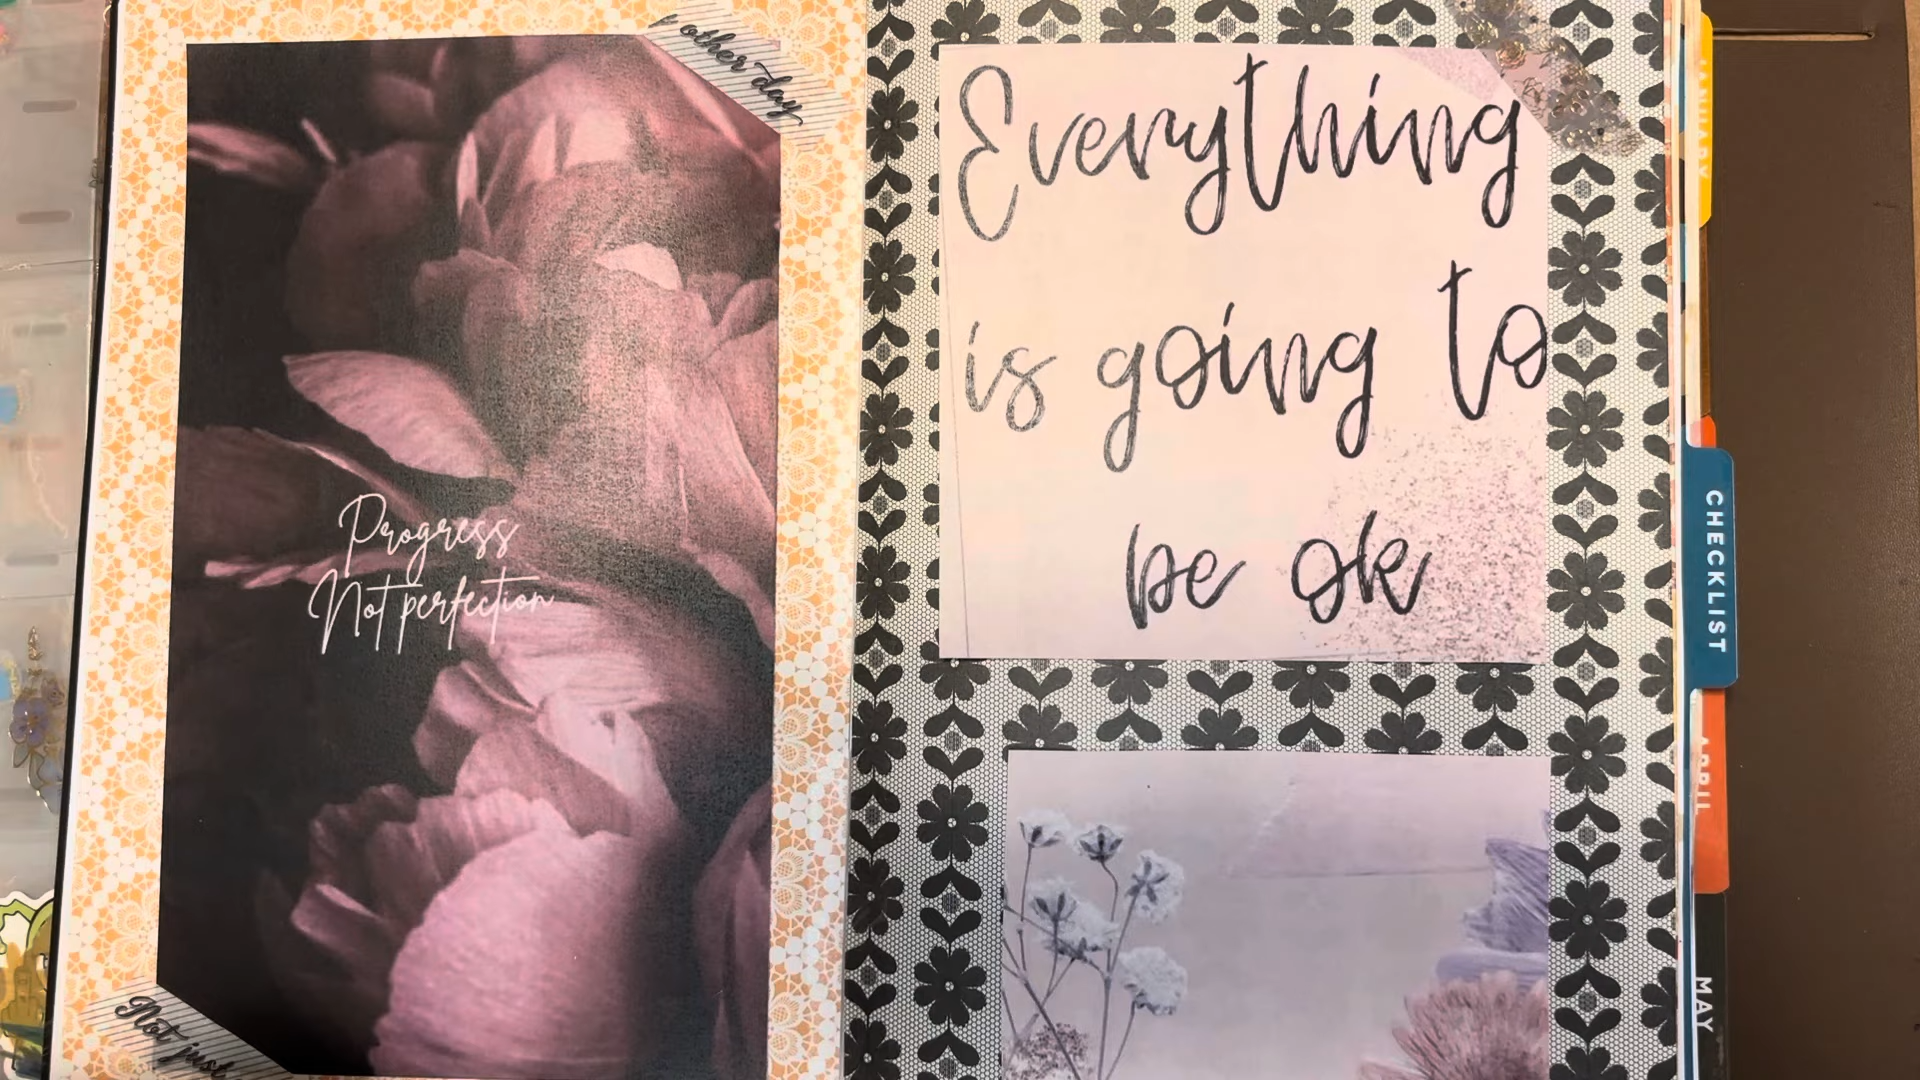 other day
Progress
Not perfection
Not just
Everything
is going to
be ok
JANUARY
CHECKLIST
APRIL
MAY